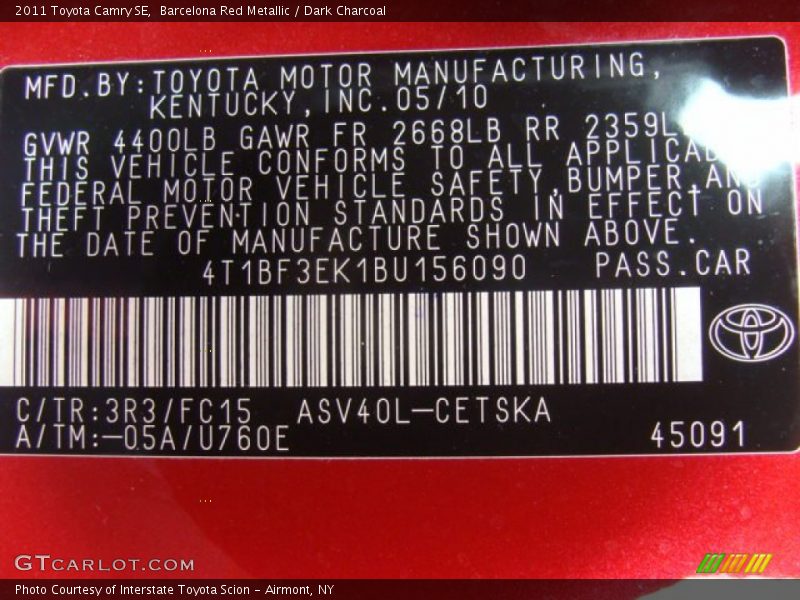 2011 Toyota Camry SE, Barcelona Red Metallic / Dark Charcoal
MFD.BY:TOYOTA MOTOR MANUFACTURING,
KENTUCKY,INC.05/10
GVWR 4400LB GAWR FR 2668LB RR 2359L
THIS VEHICLE CONFORMS TO ALL
FEDERAL MOTOR VEHICLE SAFETY,BUMPER,AND
THEFT PREVENTION STANDARDS IN EFFECT ON
THE DATE OF MANUFACTURE SHOWN ABOVE.
4T1BF3EK1BU156090 PASS.CAR
C/TR:3R3/FC15 ASV40L-CETSKA
A/TM:-05A/U760E 45091
GTCARLOT.COM
Photo Courtesy of Interstate Toyota Scion - Airmont, NY